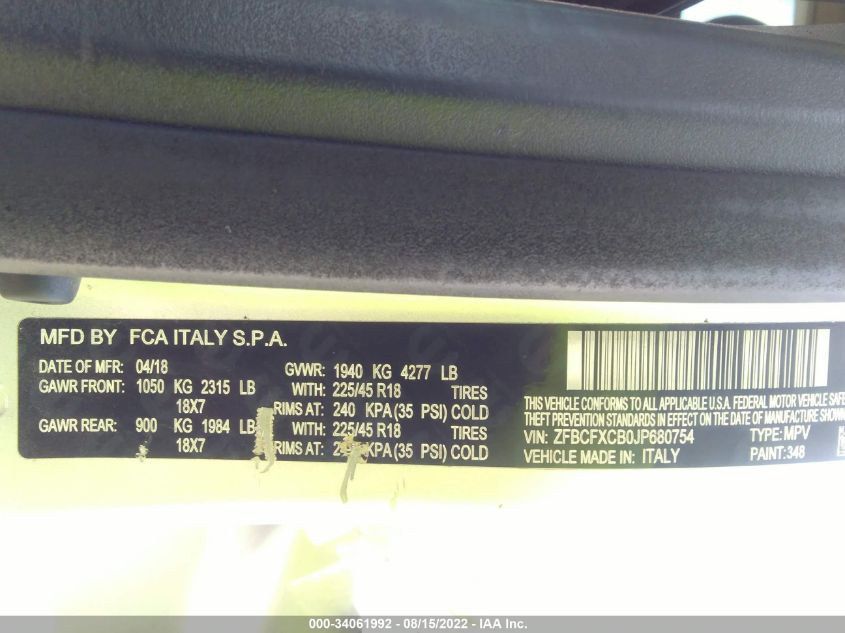 MFD BY FCA ITALY S.P.A.
DATE OF MFR: 04/18 GVWR: 1940 KG 4277 LB
GAWR FRONT: 1050 KG 2315 LB WITH: 225/45 R18 TIRES
18X7 RIMS AT: 240 KPA (35 PSI) COLD
GAWR REAR: 900 KG 1984 LB WITH: 225/45 R18 TIRES
18X7 RIMS AT: KPA (35 PSI) COLD
THIS VEHICLE CONFORMS TO ALL APPLICABLE U.S.A. FEDERAL MOTOR VEHICLE SAFE
THEFT PREVENTION STANDARDS IN EFFECT ON THE DATE OF MANUFACTURE SHOWN
VIN: ZFBCFXCB0JP680754 TYPE: MPV
VEHICLE MADE IN: ITALY PAINT: 348
000-34061992 - 08/15/2022 - IAA Inc.